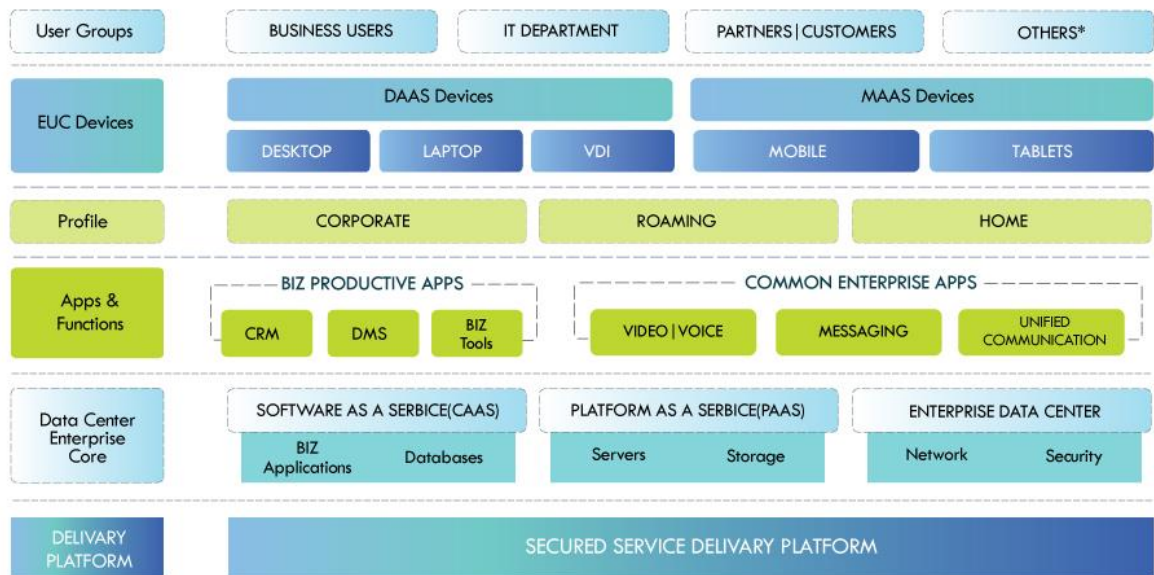 User Groups
BUSINESS USERS
IT DEPARTMENT
PARTNERS|CUSTOMERS
OTHERS*
EUC Devices
DAAS Devices
MAAS Devices
DESKTOP
LAPTOP
VDI
MOBILE
TABLETS
Profile
CORPORATE
ROAMING
HOME
Apps &
Functions
BIZ PRODUCTIVE APPS
CRM
DMS
BIZ
Tools
COMMON ENTERPRISE APPS
VIDEO|VOICE
MESSAGING
UNIFIED
COMMUNICATION
Data Center
Enterprise
Core
SOFTWARE AS A SERBICE(CAAS)
BIZ
Applications
Databases
PLATFORM AS A SERBICE(PAAS)
Servers
Storage
ENTERPRISE DATA CENTER
Network
Security
DELIVARY
PLATFORM
SECURED SERVICE DELIVARY PLATFORM